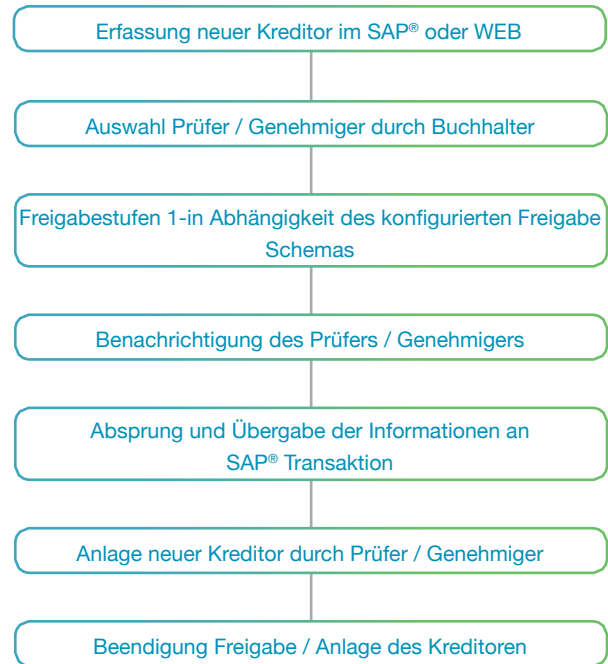 Erfassung neuer Kreditor im SAP® oder WEB
Auswahl Prüfer / Genehmiger durch Buchhalter
Freigabestufen 1-in Abhängigkeit des konfigurierten Freigabe
Schemas
Benachrichtigung des Prüfers / Genehmigers
Absprung und Übergabe der Informationen an
SAP® Transaktion
Anlage neuer Kreditor durch Prüfer / Genehmiger
Beendigung Freigabe / Anlage des Kreditoren